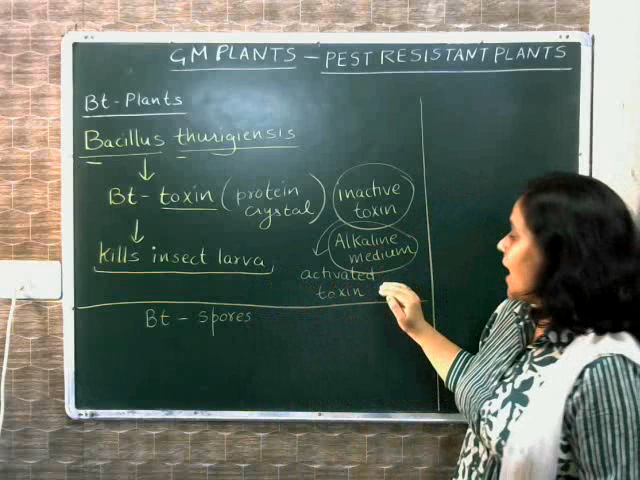 GM PLANTS - PEST RESISTANT PLANTS
Bt-Plants
Bacillus thurigiensis
Bt-toxin (protein crystal)
inactive toxin
Alkaline medium
activated toxin
kills insect larva
Bt - spores